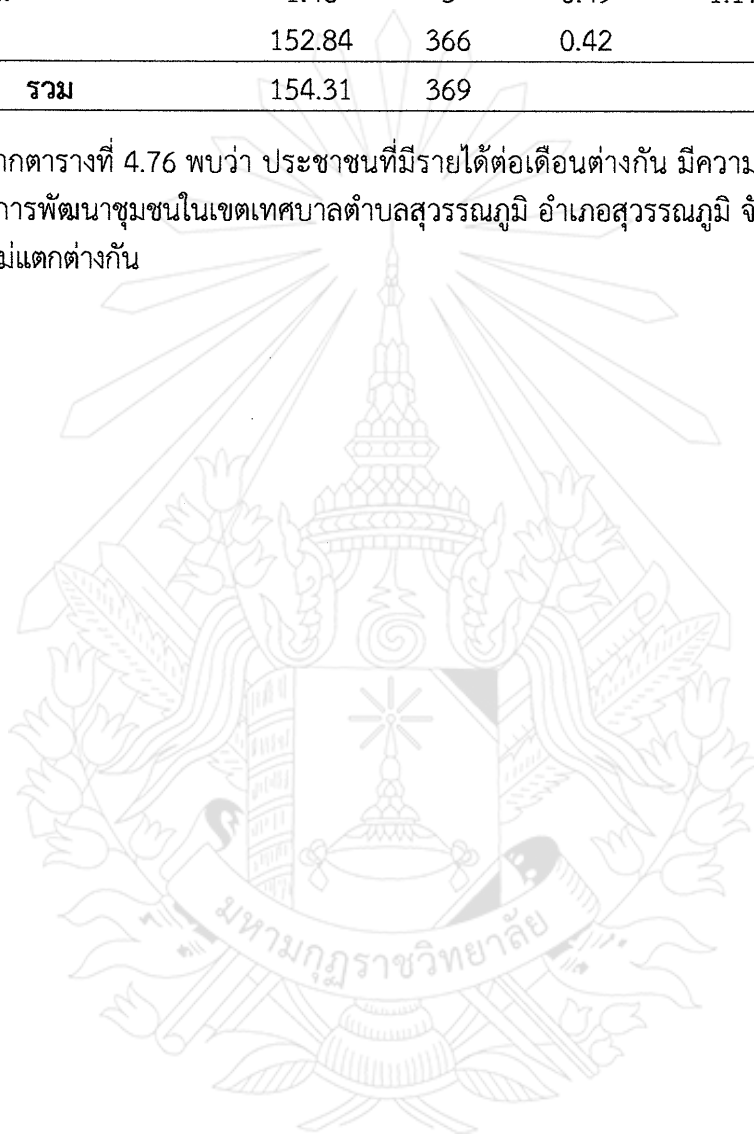 152.84 366 0.42
รวม 154.31 369
ากตารางที่ 4.76 พบว่า ประชาชนที่มีรายได้ต่อเดือนต่างกัน มีความ
การพัฒนาชุมชนในเขตเทศบาลตำบลสุวรรณภูมิ อำเภอสุวรรณภูมิ จั
ม่แตกต่างกัน
มหามกุฏราชวิทยาลัย